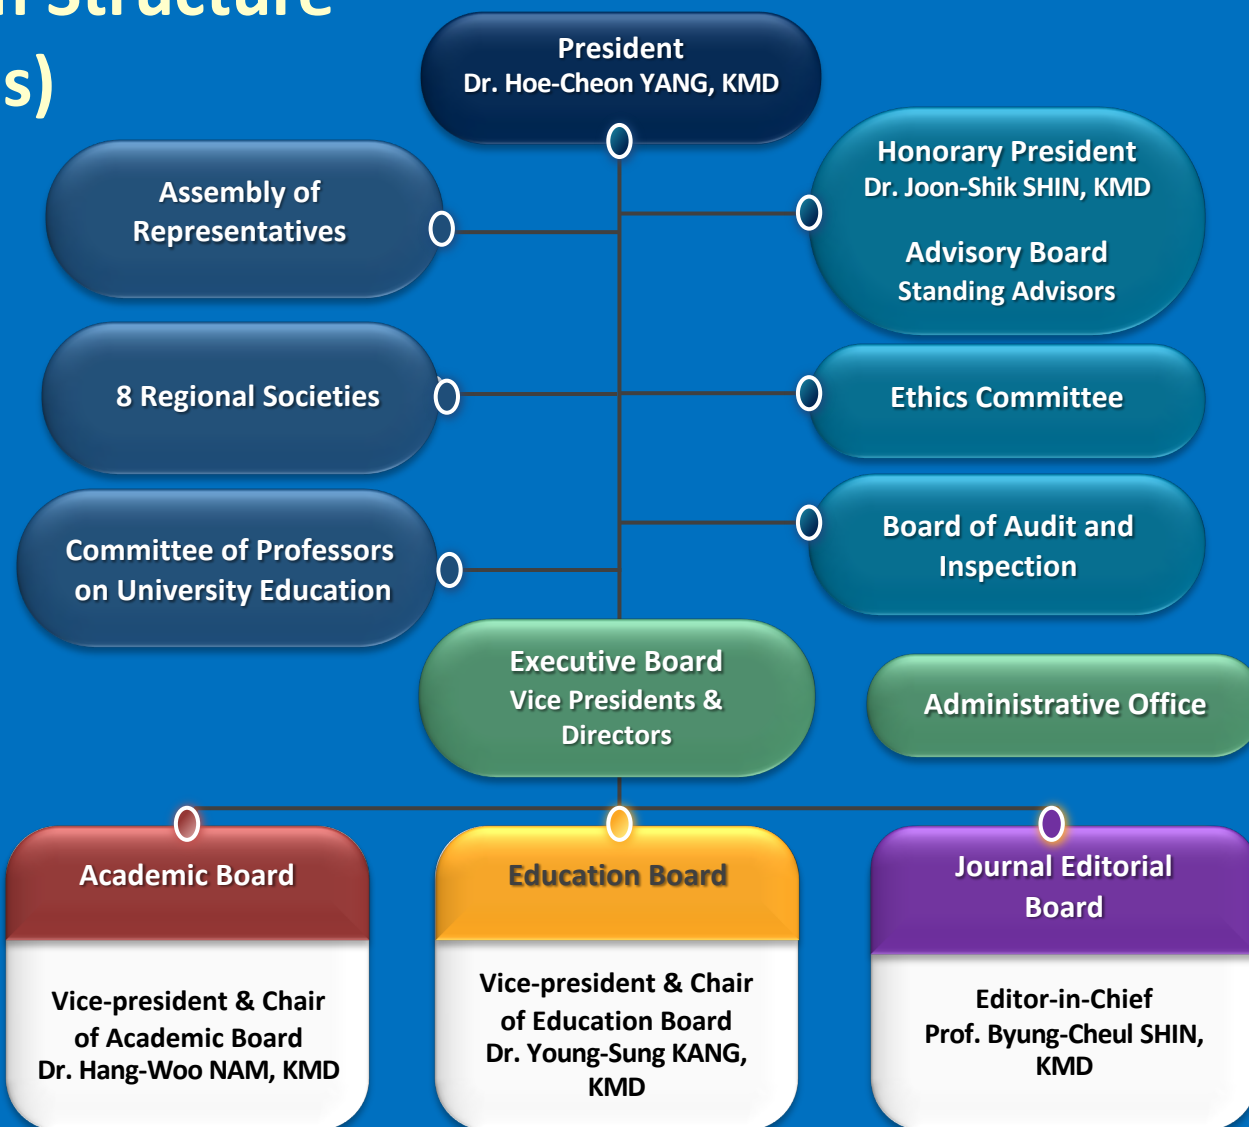 Structure
s)
President
Dr. Hoe-Cheon YANG, KMD
Assembly of
Representatives
Honorary President
Dr. Joon-Shik SHIN, KMD
Advisory Board
Standing Advisors
8 Regional Societies
Ethics Committee
Committee of Professors
on University Education
Board of Audit and
Inspection
Executive Board
Vice Presidents &
Directors
Administrative Office
Academic Board
Vice-president & Chair
of Academic Board
Dr. Hang-Woo NAM, KMD
Education Board
Vice-president & Chair
of Education Board
Dr. Young-Sung KANG,
KMD
Journal Editorial
Board
Editor-in-Chief
Prof. Byung-Cheul SHIN,
KMD